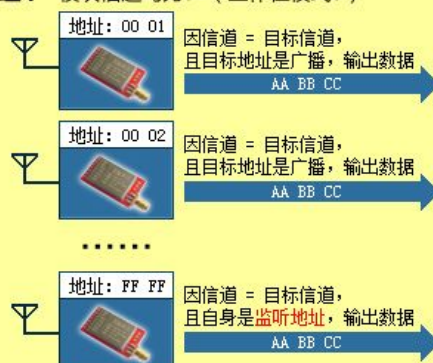 地址：00 01
因信道 = 目标信道，
且目标地址是广播，输出数据
AA BB CC
地址：00 02
因信道 = 目标信道，
且目标地址是广播，输出数据
AA BB CC
......
地址：FF FF
因信道 = 目标信道，
且自身是监听地址，输出数据
AA BB CC